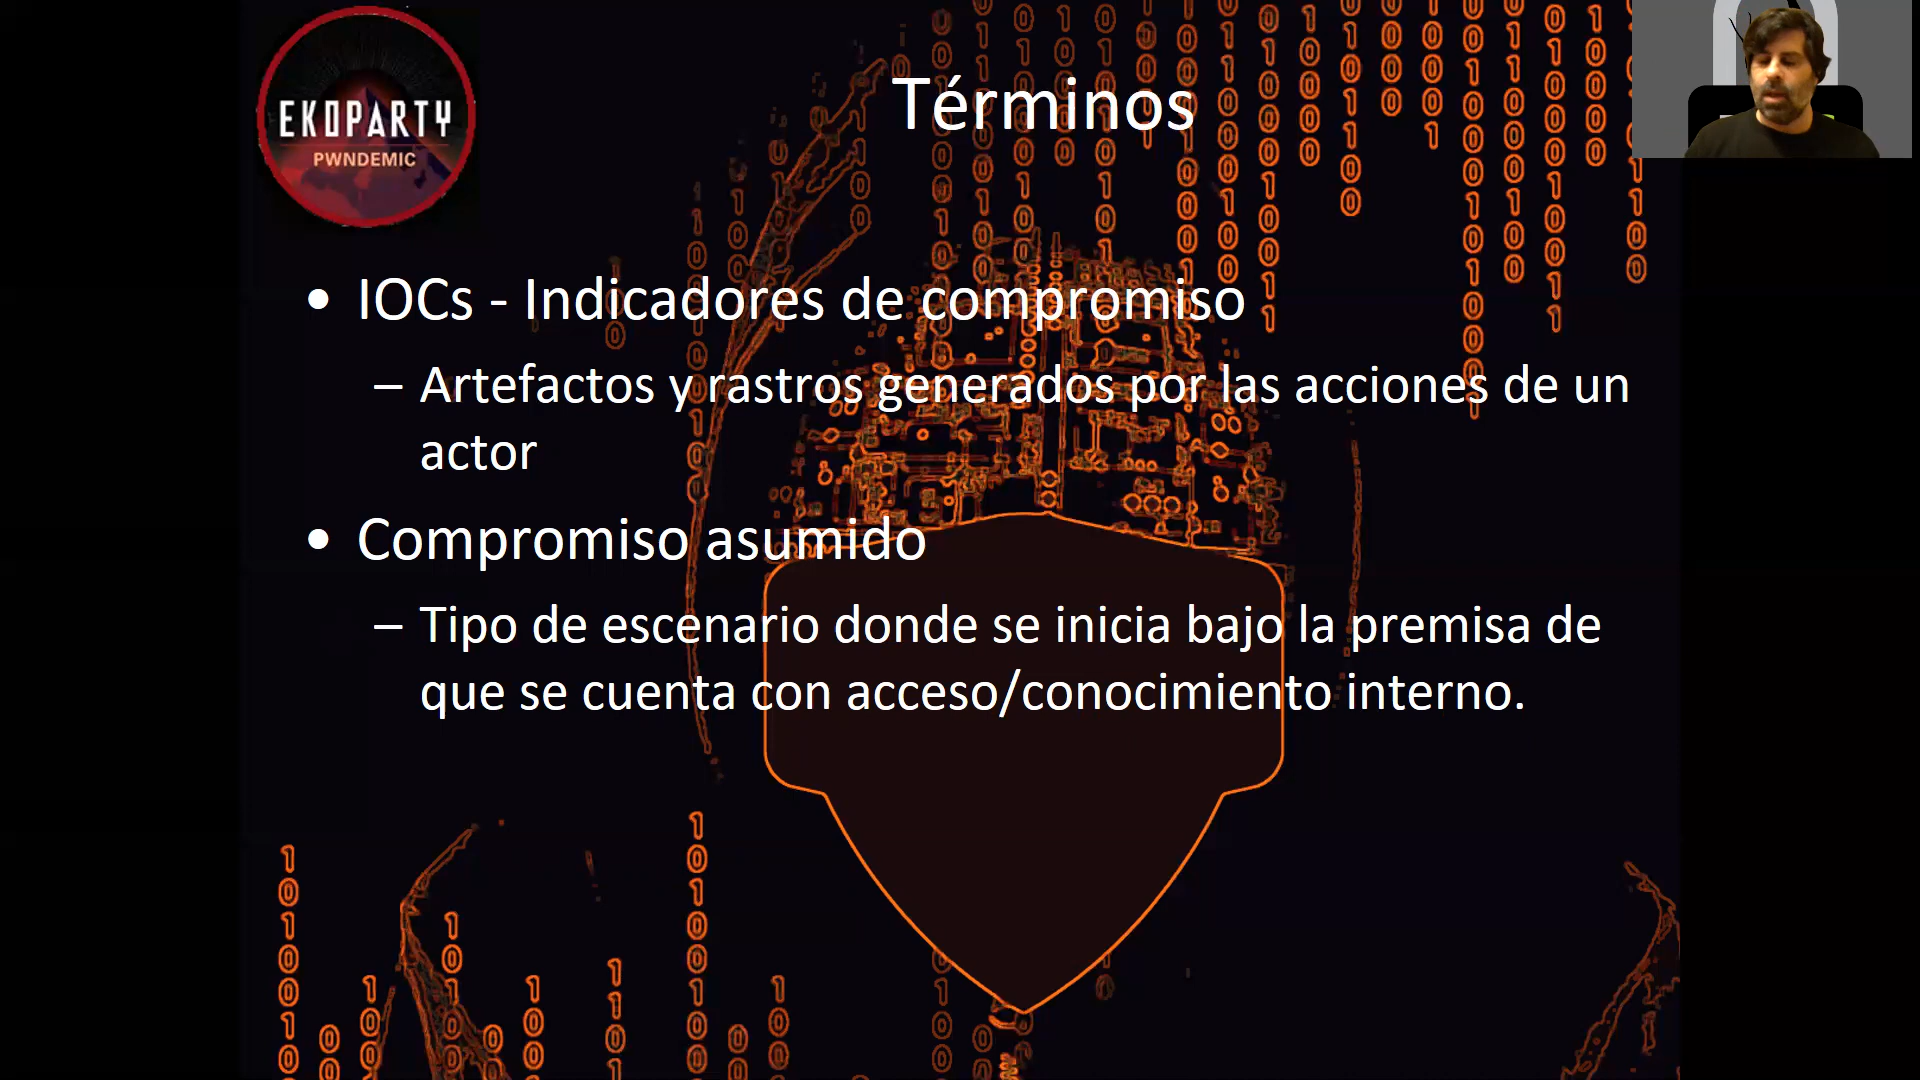 EKOPARTY
PWNDEMIC
Términos
• IOCs - Indicadores de compromiso
– Artefactos y rastros generados por las acciones de un
actor
• Compromiso asumido
– Tipo de escenario donde se inicia bajo la premisa de
que se cuenta con acceso/conocimiento interno.